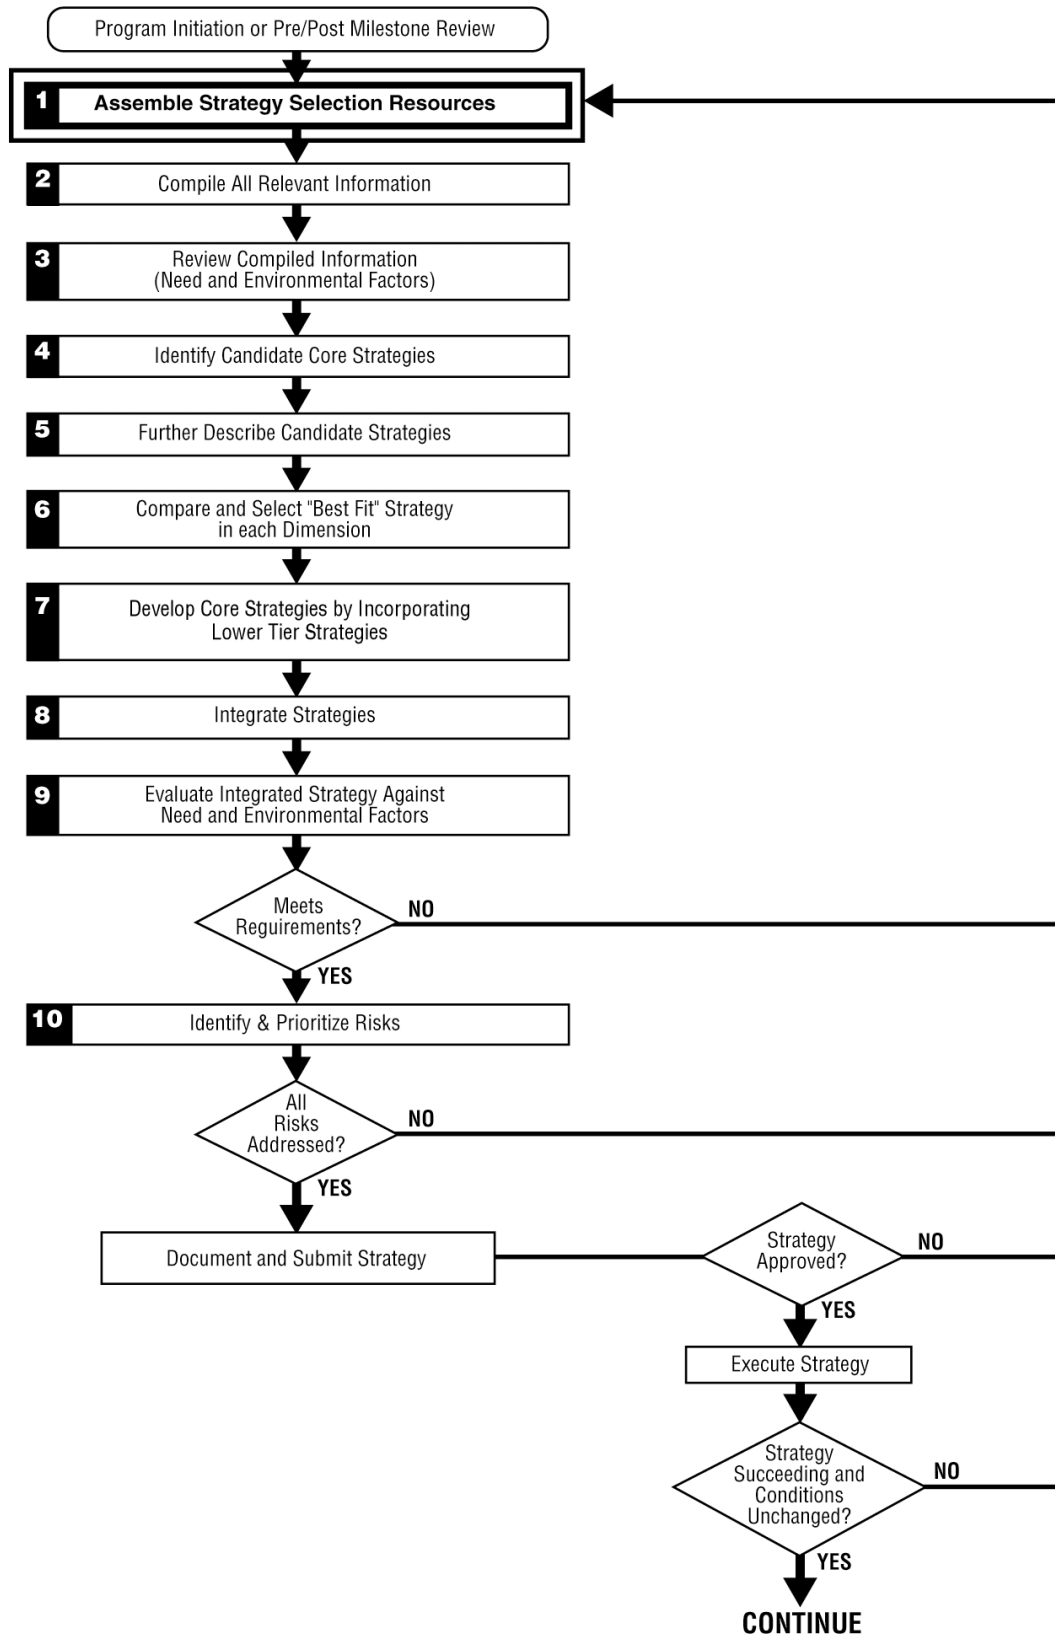 Program Initiation or Pre/Post Milestone Review
1 Assemble Strategy Selection Resources
2 Compile All Relevant Information
3 Review Compiled Information
(Need and Environmental Factors)
4 Identify Candidate Core Strategies
5 Further Describe Candidate Strategies
6 Compare and Select "Best Fit" Strategy
in each Dimension
7 Develop Core Strategies by Incorporating
Lower Tier Strategies
8 Integrate Strategies
9 Evaluate Integrated Strategy Against
Need and Environmental Factors
Meets
Reguirements?
NO
YES
10 Identify & Prioritize Risks
All
Risks
Addressed?
NO
YES
Document and Submit Strategy
Strategy
Approved?
NO
YES
Execute Strategy
Strategy
Succeeding and
Conditions
Unchanged?
NO
YES
CONTINUE